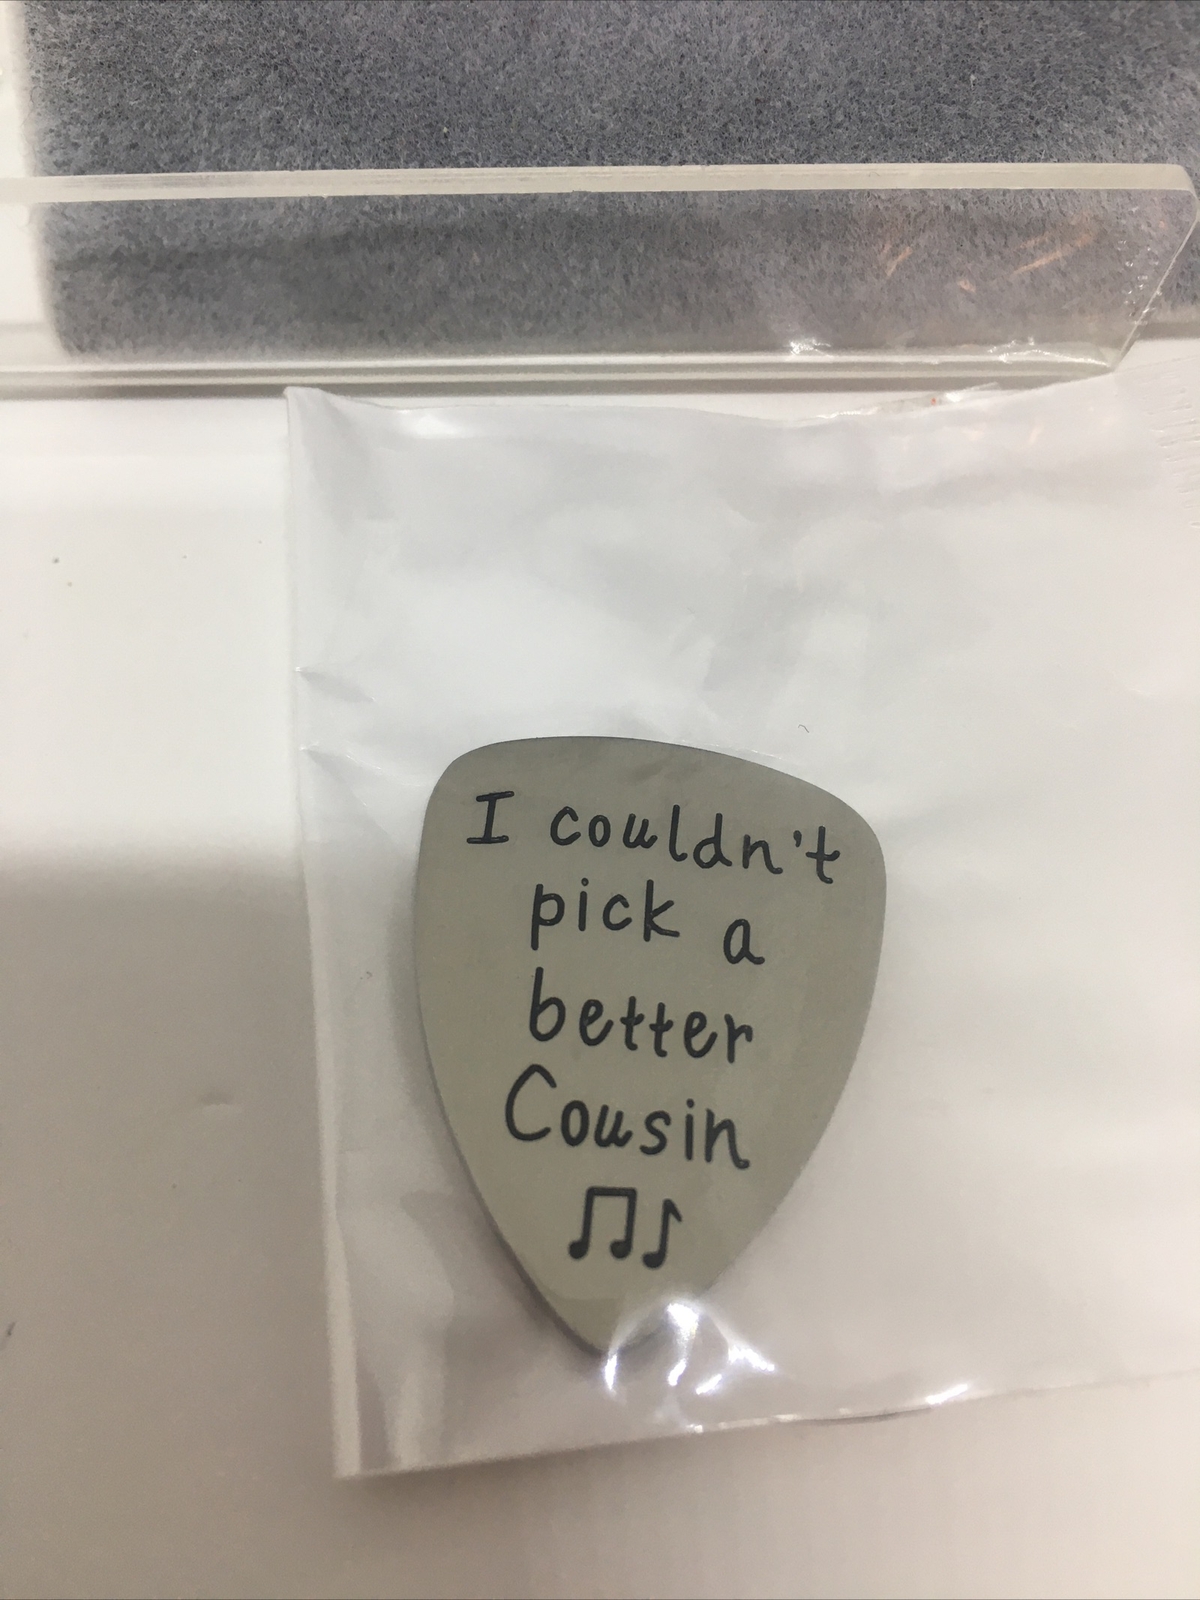 I couldn't
pick a
better
Cousin